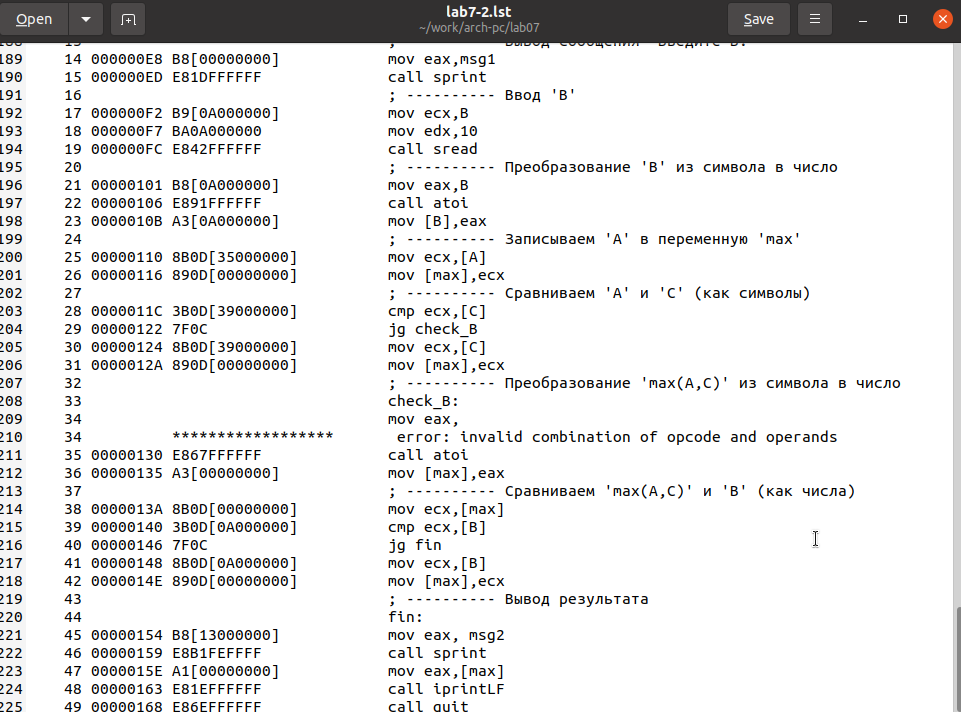 Open
lab7-2.lst
~/work/arch-pc/lab07
Save
188 13 ; ---------- Вывод сообщения 'Введите B: '
189 14 000000E8 B8[00000000] mov eax,msg1
190 15 000000ED E81DFFFFFF call sprint
191 16 ; ---------- Ввод 'B'
192 17 000000F2 B9[0A000000] mov ecx,B
193 18 000000F7 BA0A000000 mov edx,10
194 19 000000FC E842FFFFFF call sread
195 20 ; ---------- Преобразование 'B' из символа в число
196 21 00000101 B8[0A000000] mov eax,B
197 22 00000106 E891FFFFFF call atoi
198 23 0000010B A3[0A000000] mov [B],eax
199 24 ; ---------- Записываем 'A' в переменную 'max'
200 25 00000110 8B0D[35000000] mov ecx,[A]
201 26 00000116 890D[00000000] mov [max],ecx
202 27 ; ---------- Сравниваем 'A' и 'C' (как символы)
203 28 0000011C 3B0D[39000000] cmp ecx,[C]
204 29 00000122 7F0C jg check_B
205 30 00000124 8B0D[39000000] mov ecx,[C]
206 31 0000012A 890D[00000000] mov [max],ecx
207 32 ; ---------- Преобразование 'max(A,C)' из символа в число
208 33 check_B:
209 34 mov eax,
210 34 ****************** error: invalid combination of opcode and operands
211 35 00000130 E867FFFFFF call atoi
212 36 00000135 A3[00000000] mov [max],eax
213 37 ; ---------- Сравниваем 'max(A,C)' и 'B' (как числа)
214 38 0000013A 8B0D[00000000] mov ecx,[max]
215 39 00000140 3B0D[0A000000] cmp ecx,[B]
216 40 00000146 7F0C jg fin
217 41 00000148 8B0D[0A000000] mov ecx,[B]
218 42 0000014E 890D[00000000] mov [max],ecx
219 43 ; ---------- Вывод результата
220 44 fin:
221 45 00000154 B8[13000000] mov eax, msg2
222 46 00000159 E8B1FEFFFF call sprint
223 47 0000015E A1[00000000] mov eax,[max]
224 48 00000163 E81EFFFFFF call iprintLF
225 49 00000168 E86EFFFFFF call quit